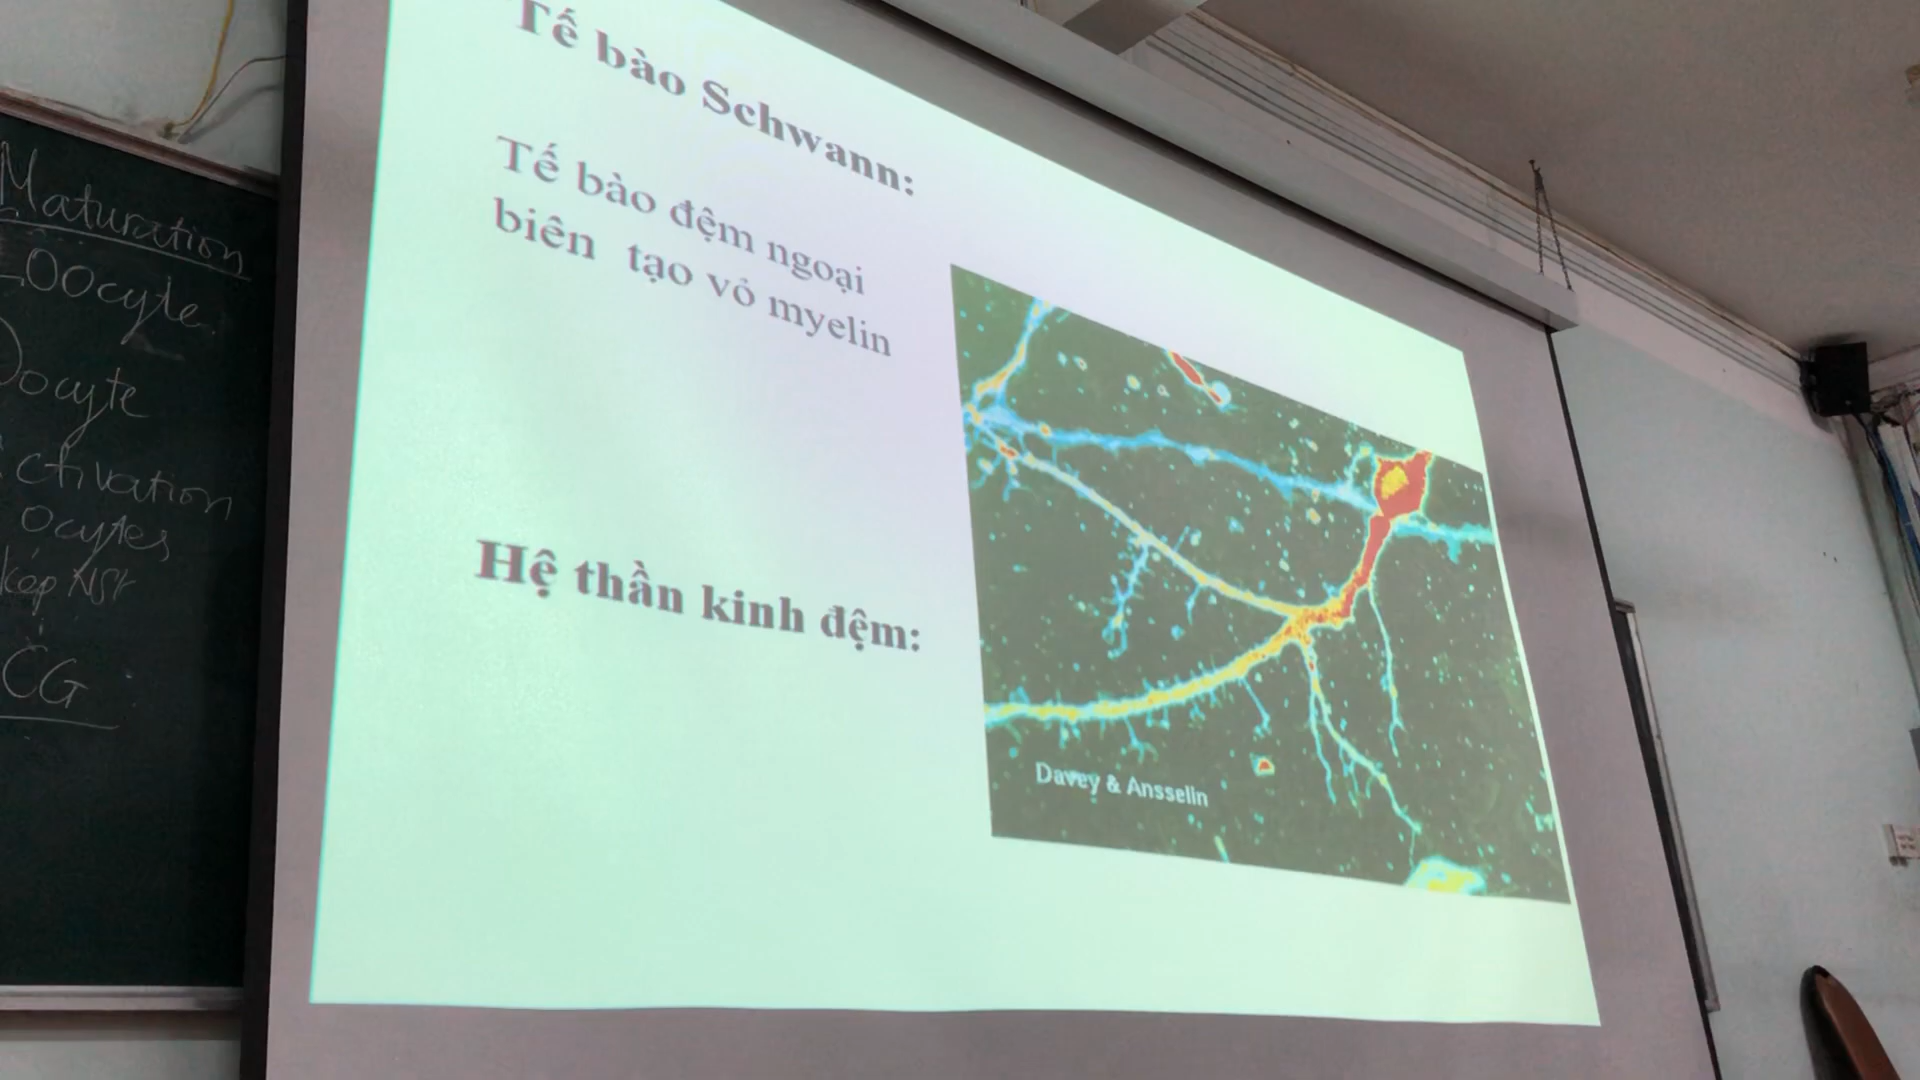 Maturation
Oocyte
Oocyte
ctivation
ocytes
kép NST
CG
Tế bào Schwann:
Tế bào đệm ngoại
biên tạo vỏ myelin
Hệ thần kinh đệm:
Davey & Ansselin